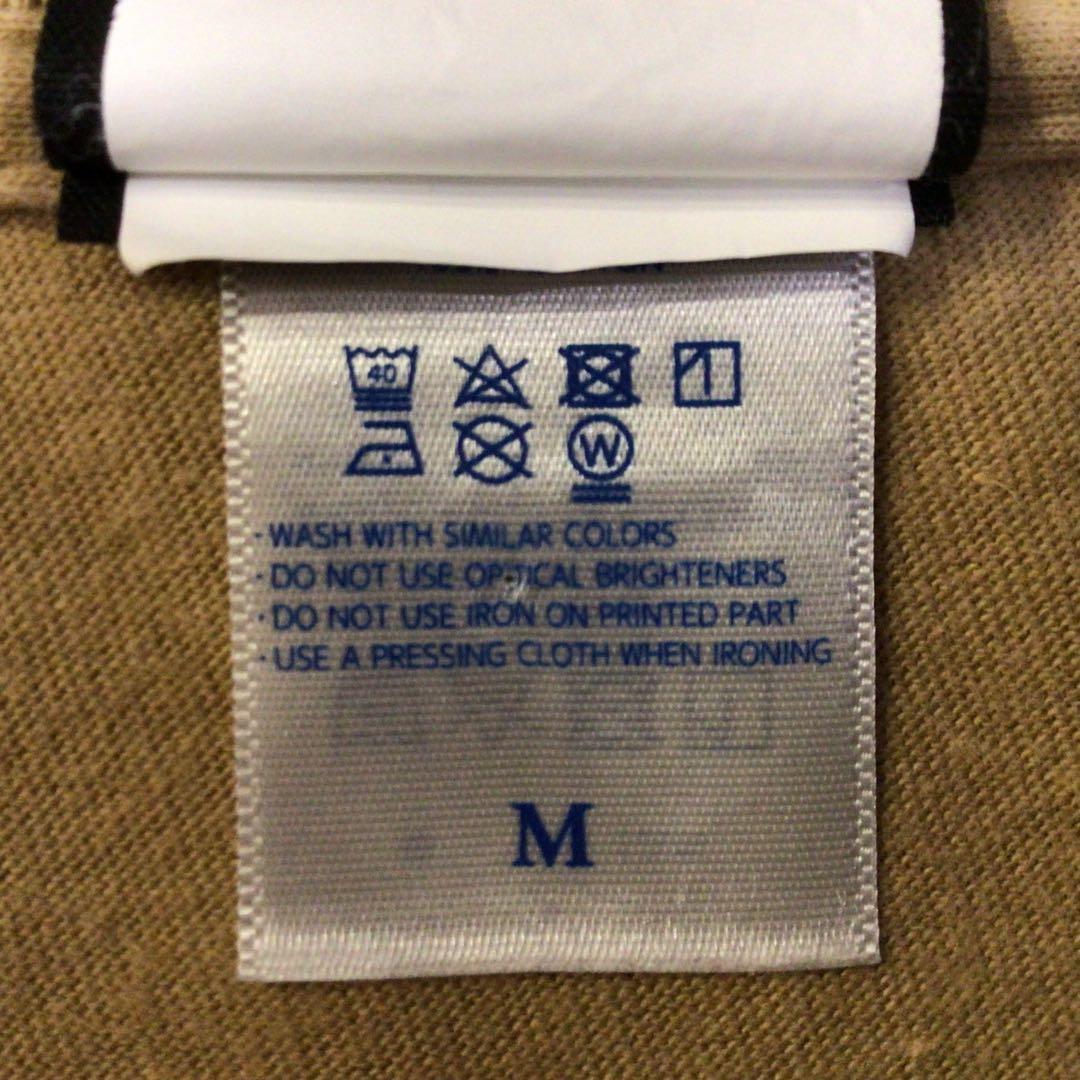 40
W
· WASH WITH SIMILAR COLORS
· DO NOT USE OPTICAL BRIGHTENERS
· DO NOT USE IRON ON PRINTED PART
· USE A PRESSING CLOTH WHEN IRONING
M